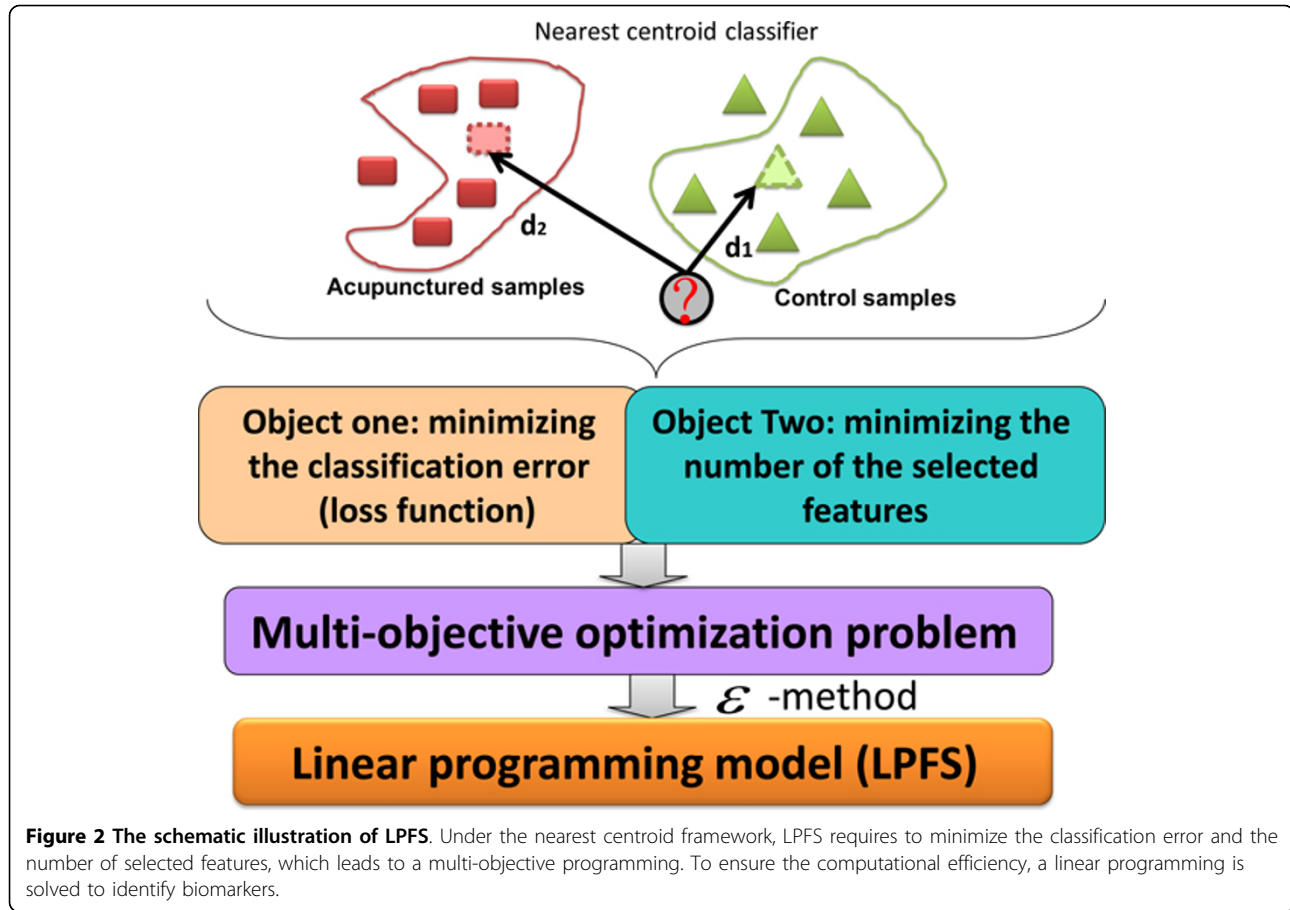 Nearest centroid classifier
d₂
d₁
Acupunctured samples
?
Control samples
Object one: minimizing
the classification error
(loss function)
Object Two: minimizing the
number of the selected
features
Multi-objective optimization problem
ε -method
Linear programming model (LPFS)
Figure 2 The schematic illustration of LPFS. Under the nearest centroid framework, LPFS requires to minimize the classification error and the
number of selected features, which leads to a multi-objective programming. To ensure the computational efficiency, a linear programming is
solved to identify biomarkers.